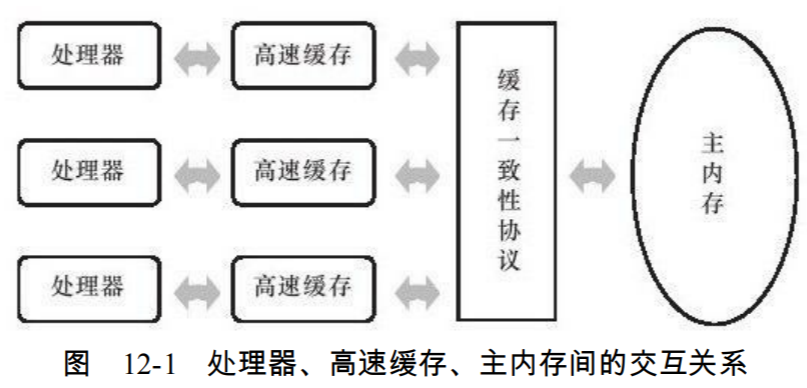 处理器
高速缓存
处理器
高速缓存
处理器
高速缓存
缓存一致性协议
主内存
图 12-1 处理器、高速缓存、主内存间的交互关系